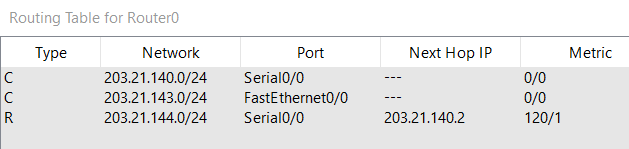 Routing Table for Router0
Type Network Port Next Hop IP Metric
C 203.21.140.0/24 Serial0/0 --- 0/0
C 203.21.143.0/24 FastEthernet0/0 --- 0/0
R 203.21.144.0/24 Serial0/0 203.21.140.2 120/1